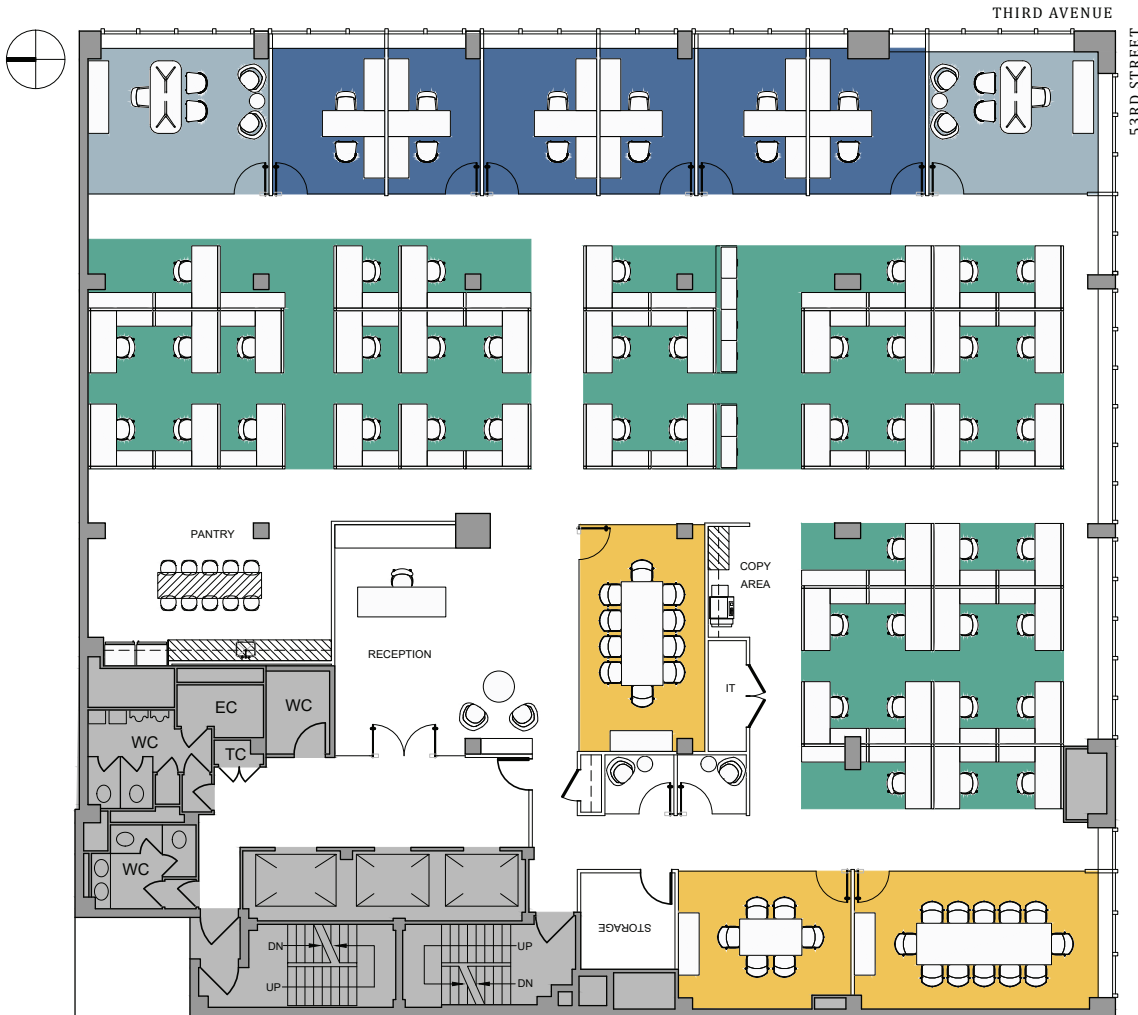 THIRD AVENUE
53RD STREET
PANTRY
COPY
AREA
RECEPTION
IT
EC
WC
WC
TC
WC
STORAGE
DN
UP
UP
DN